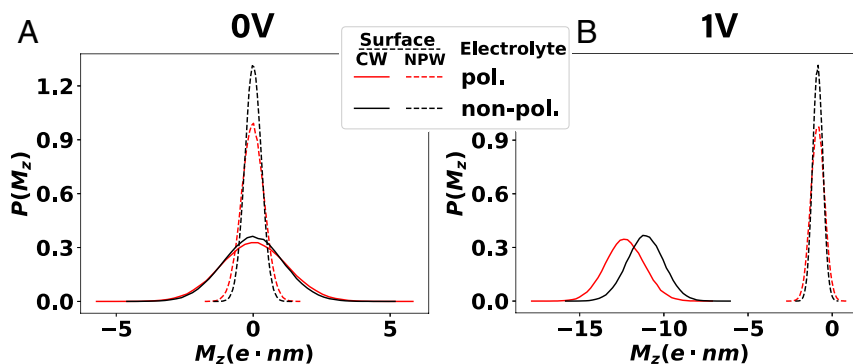 A
0V
B
1V
Surface
Electrolyte
CW
NPW
pol.
non-pol.
P(M_z)
1.2
0.9
0.6
0.3
0.0
−5
0
5
M_z(e · nm)
P(M_z)
1.2
0.9
0.6
0.3
0.0
−15
−10
−5
0
M_z(e · nm)